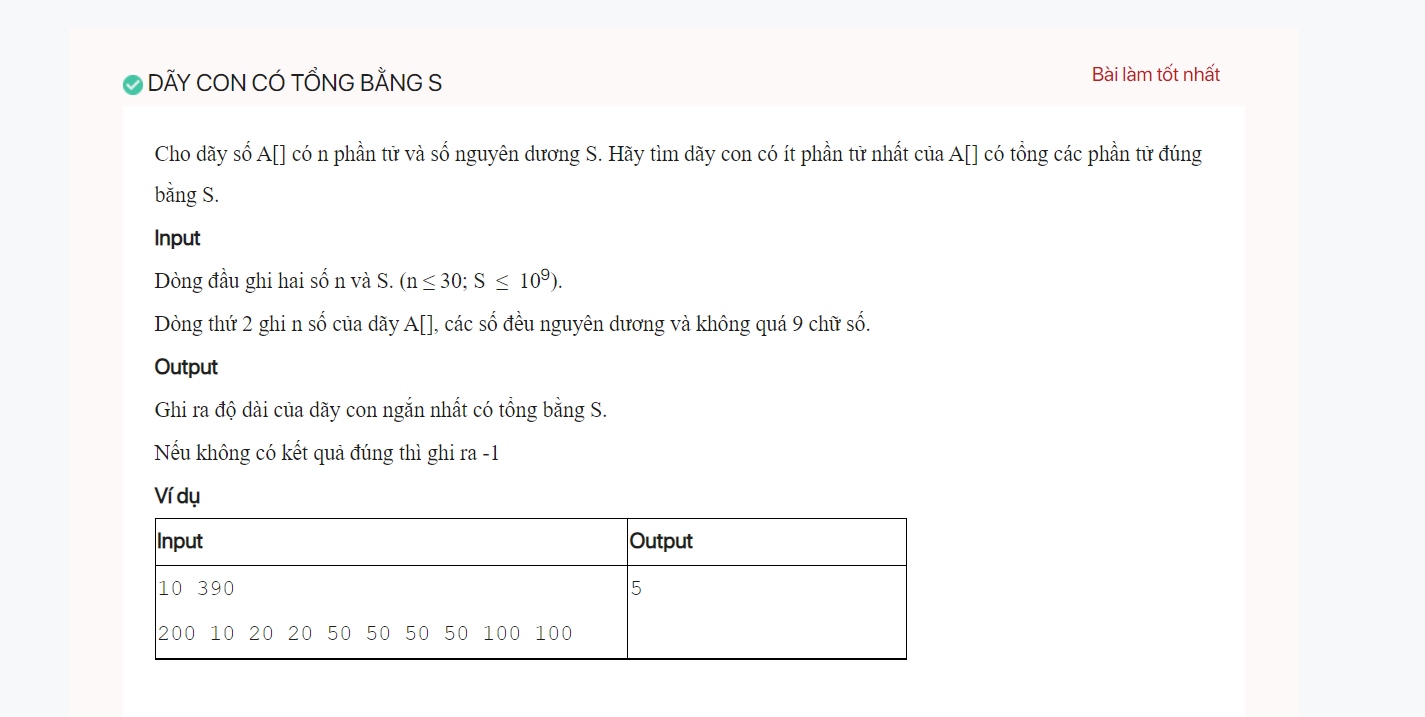 DÃY CON CÓ TỔNG BẰNG S
Bài làm tốt nhất
Cho dãy số A[] có n phần tử và số nguyên dương S. Hãy tìm dãy con có ít phần tử nhất của A[] có tổng các phần tử đúng
bằng S.
Input
Dòng đầu ghi hai số n và S. (n ≤ 30; S ≤ 10⁹).
Dòng thứ 2 ghi n số của dãy A[], các số đều nguyên dương và không quá 9 chữ số.
Output
Ghi ra độ dài của dãy con ngắn nhất có tổng bằng S.
Nếu không có kết quả đúng thì ghi ra -1
Ví dụ
Input Output
10 390 5
200 10 20 20 50 50 50 50 100 100